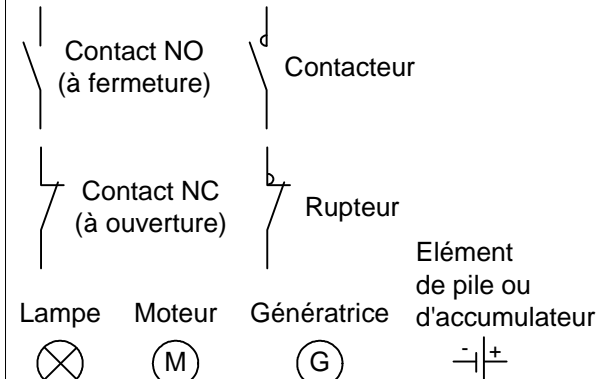 Contact NO
(à fermeture)
Contacteur
Contact NC
(à ouverture)
Rupteur
Elément
de pile ou
d'accumulateur
Lampe
Moteur
Génératrice
M
G
- +